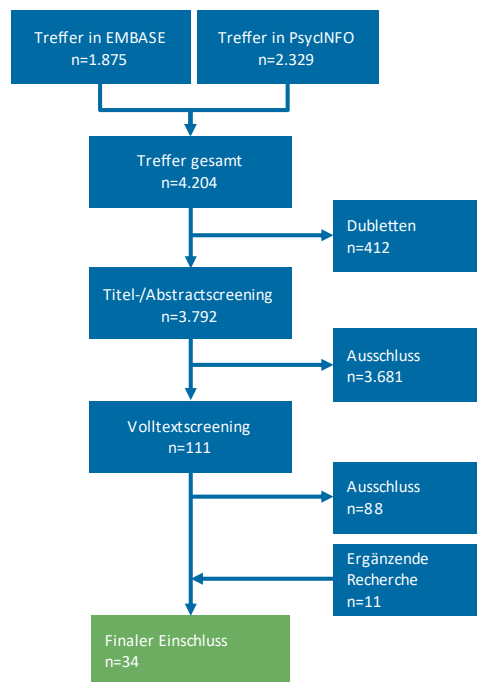 Treffer in EMBASE
n=1.875
Treffer in PsycINFO
n=2.329
Treffer gesamt
n=4.204
Dubletten
n=412
Titel-/Abstractscreening
n=3.792
Ausschluss
n=3.681
Volltextscreening
n=111
Ausschluss
n=88
Ergänzende
Recherche
n=11
Finaler Einschluss
n=34